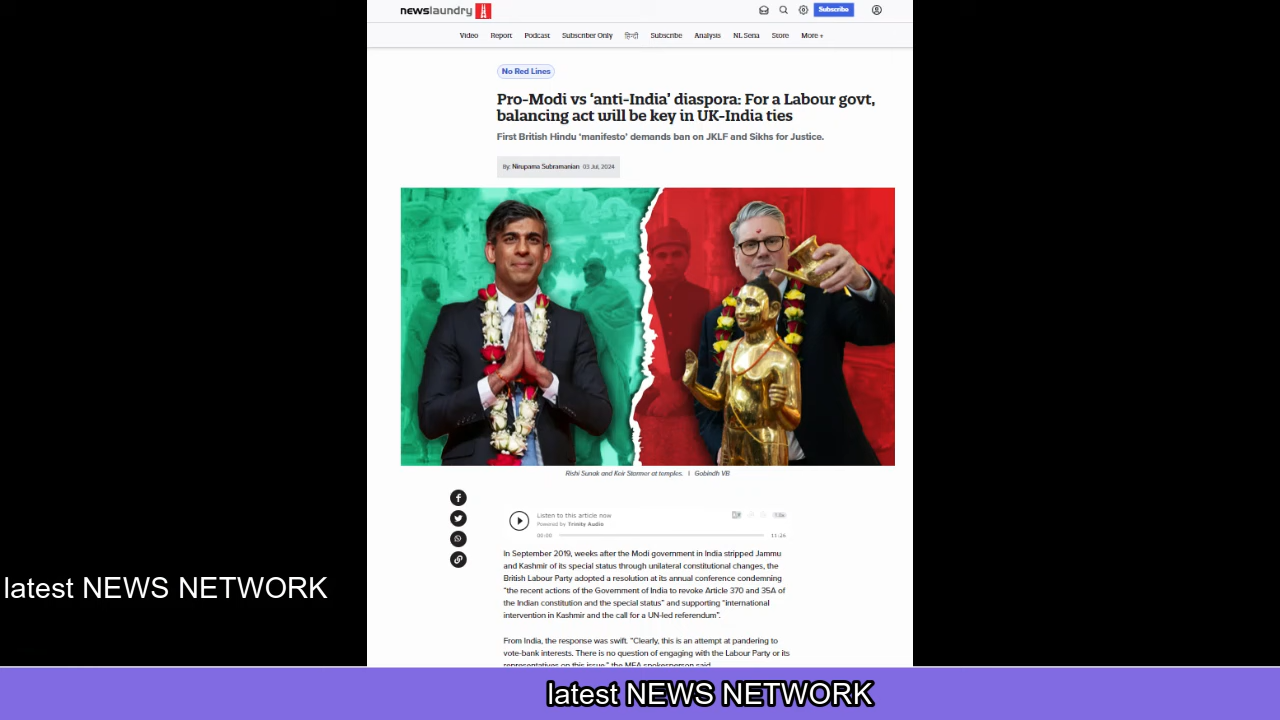 newslaundry
Subscribe
Video Report Podcast Subscriber Only हिन्दी Subscribe Analysis NL Sena Store More +
No Red Lines
Pro-Modi vs ‘anti-India’ diaspora: For a Labour govt,
balancing act will be key in UK-India ties
First British Hindu ‘manifesto’ demands ban on JKLF and Sikhs for Justice.
By: Nirupama Subramanian 03 Jul, 2024
Rishi Sunak and Keir Starmer at temples. | Gobindh VB
Listen to this article now
Powered by Trinity Audio
00:00 11:26
In September 2019, weeks after the Modi government in India stripped Jammu
and Kashmir of its special status through unilateral constitutional changes, the
British Labour Party adopted a resolution at its annual conference condemning
“the recent actions of the Government of India to revoke Article 370 and 35A of
the Indian constitution and the special status” and supporting “international
intervention in Kashmir and the call for a UN-led referendum”.
From India, the response was swift. “Clearly, this is an attempt at pandering to
vote-bank interests. There is no question of engaging with the Labour Party or its
representatives on this issue,” the MEA spokesperson said.
latest NEWS NETWORK
latest NEWS NETWORK